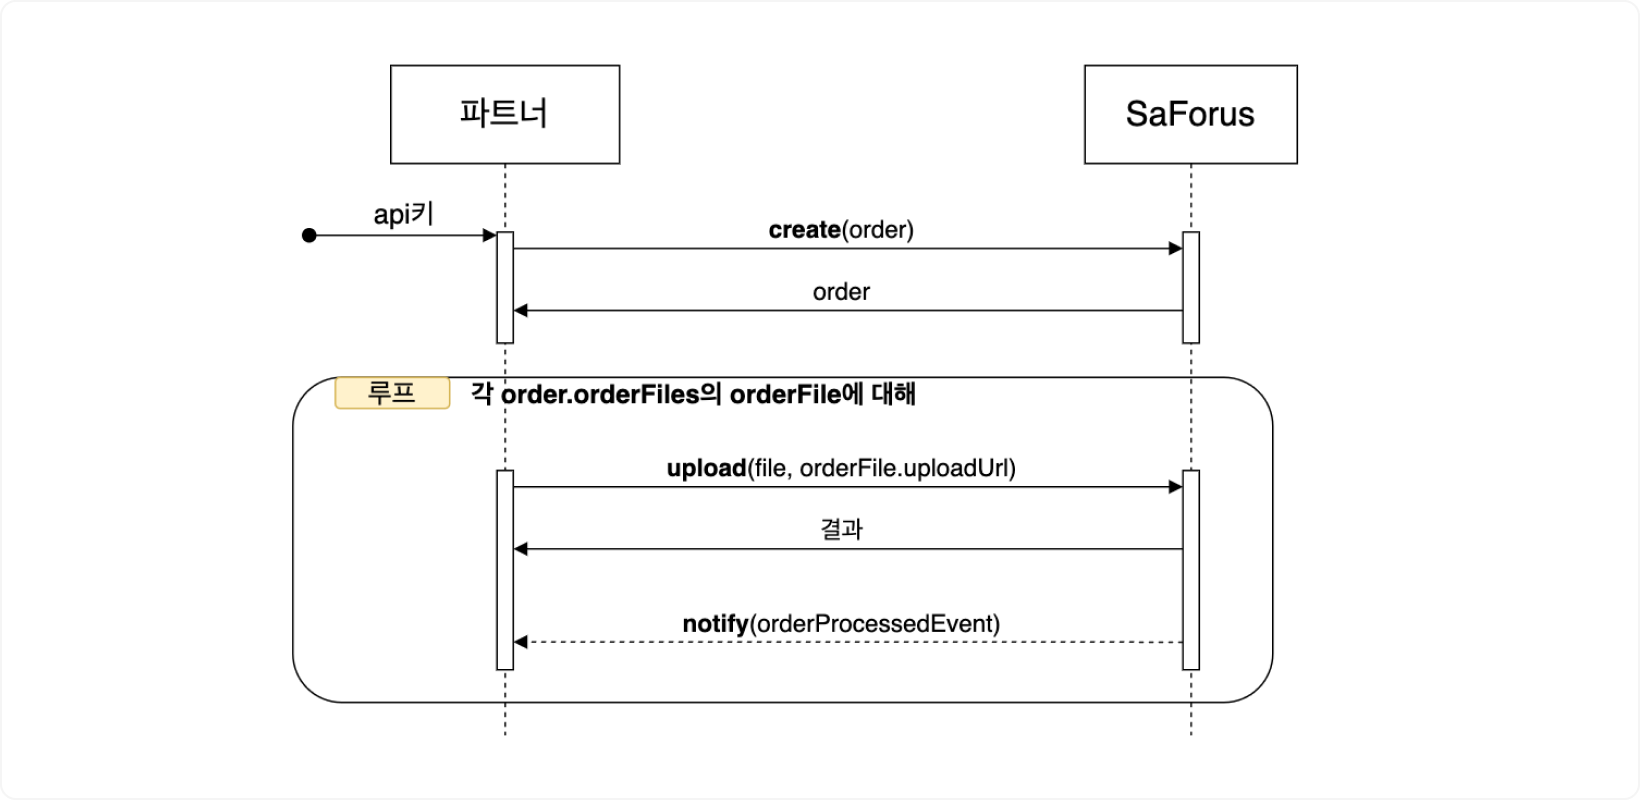 파트너
SaForus
api키
create(order)
order
루프
각 order.orderFiles의 orderFile에 대해
upload(file, orderFile.uploadUrl)
결과
notify(orderProcessedEvent)